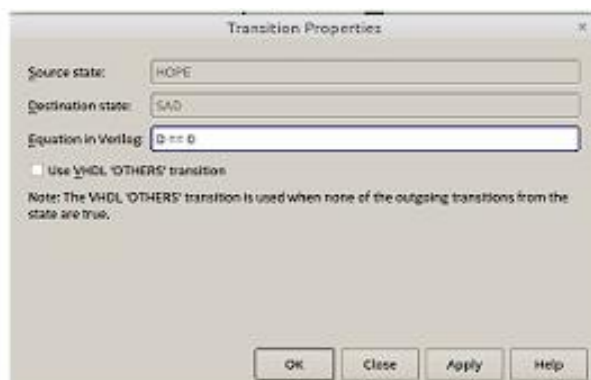 Transition Properties
Source state: HOPE
Destination state: SAD
Equation in Verilog: D == 0
Use VHDL 'OTHERS' transition
Note: The VHDL 'OTHERS' transition is used when none of the outgoing transitions from the
state are true.
OK Close Apply Help